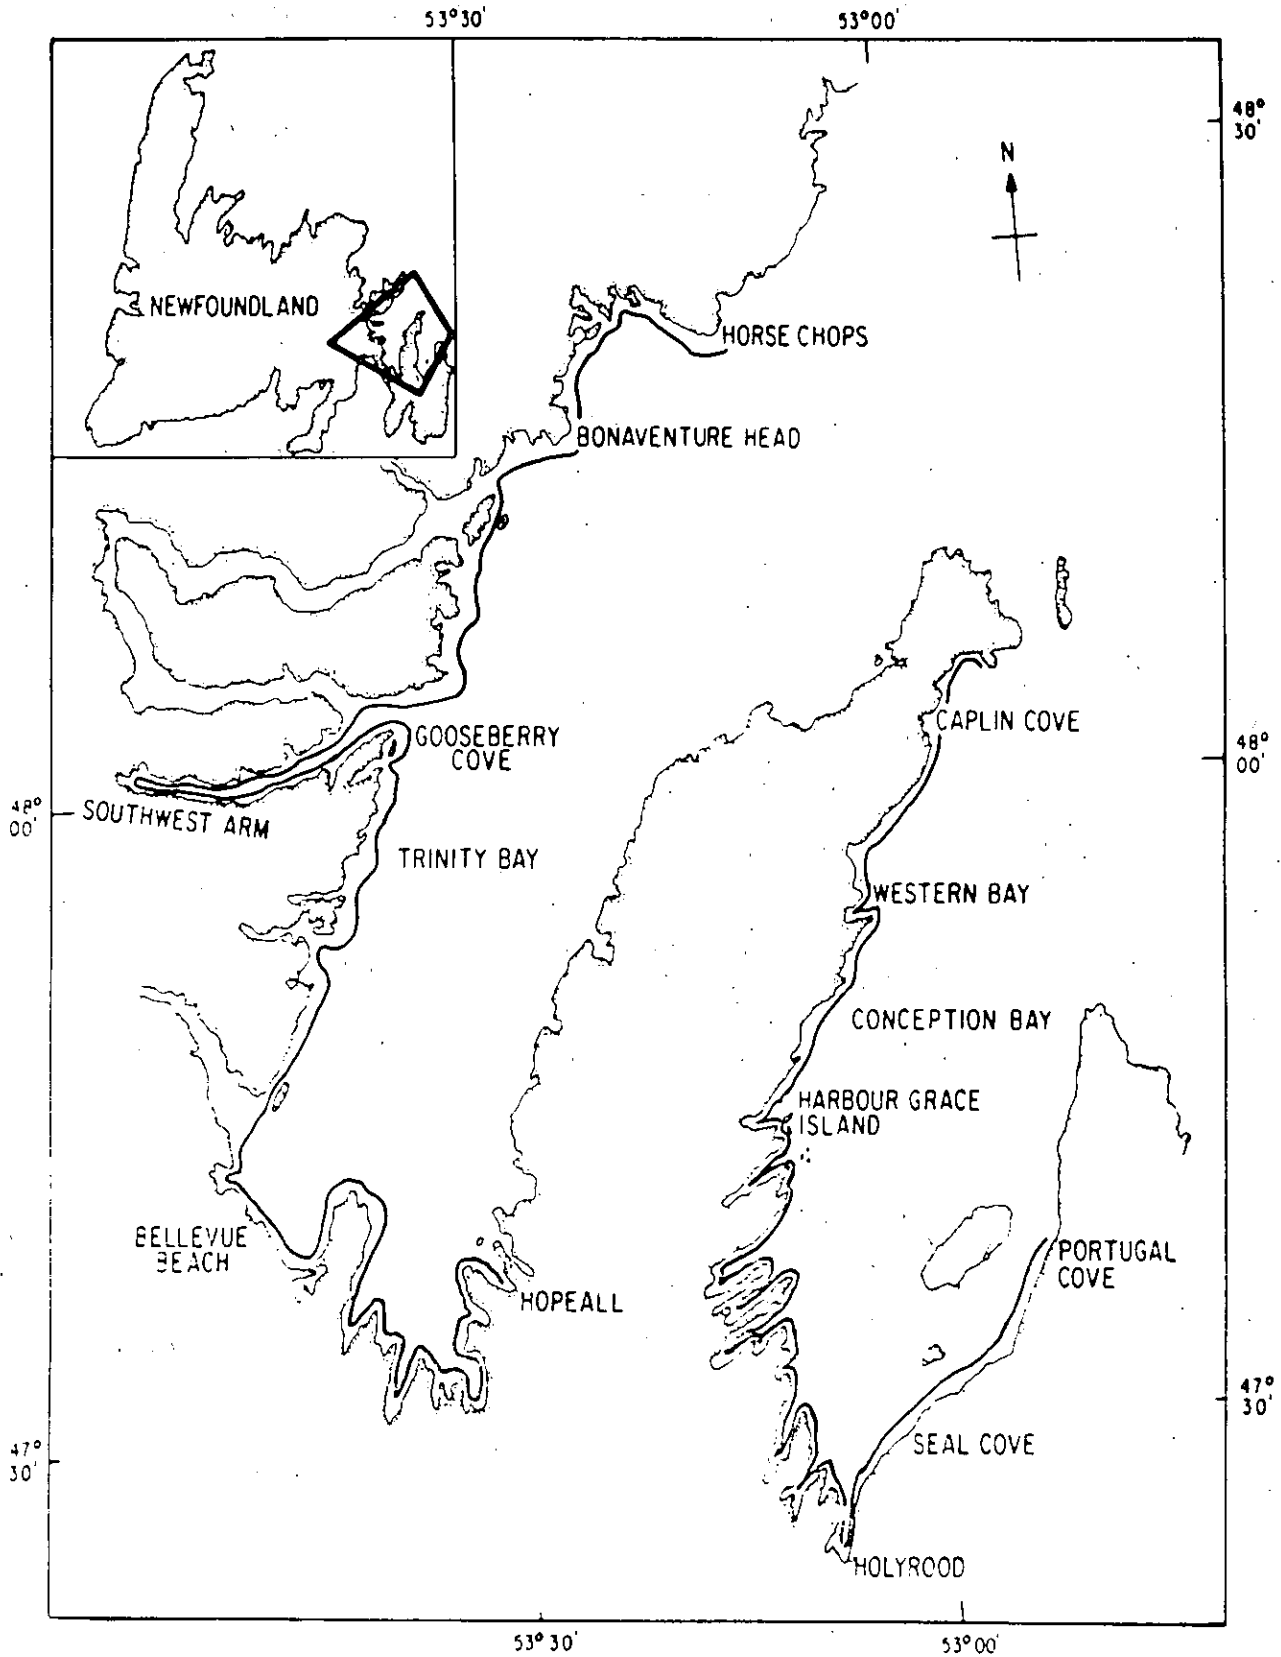 53°30'
53°00'
48°
30'
N
NEWFOUNDLAND
HORSE CHOPS
BONAVENTURE HEAD
CAPLIN COVE
GOOSEBERRY
COVE
48°
00'
48°
00'
SOUTHWEST ARM
TRINITY BAY
WESTERN BAY
CONCEPTION BAY
HARBOUR GRACE
ISLAND
BELLEVUE
BEACH
PORTUGAL
COVE
HOPEALL
47°
30'
SEAL COVE
47°
30'
HOLYROOD
53°30'
53°00'